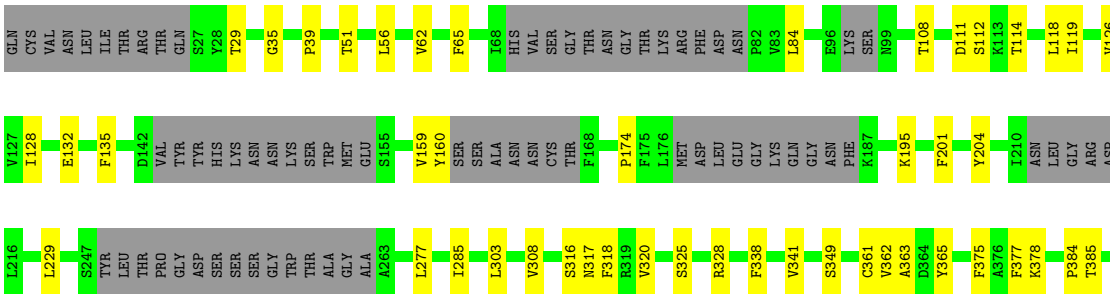 GLN CYS VAL ASN LEU ILE THR ARG THR GLN S27 Y28 T29 G35 P39 T51 L56 V62 F65 I68 HIS VAL SER GLY THR ASN GLY THR LYS ARG PHE ASP ASN P82 V83 L84 E96 LYS SER N99 T108 D111 S112 K113 T114 L118 I119 V126
V127 I128 E132 F135 D142 VAL TYR TYR HIS LYS ASN ASN LYS SER TRP MET GLU S155 V159 Y160 SER SER ALA ASN ASN CYS THR F168 P174 F175 L176 MET ASP LEU GLU GLY LYS GLN GLY ASN PHE K187 K195 F201 Y204 I210 ASN LEU GLY ARG ASP
L216 L229 S247 TYR LEU THR PRO GLY ASP SER SER SER GLY TRP THR ALA GLY ALA A263 L277 I285 L303 V308 S316 N317 F318 R319 V320 S325 R328 F338 V341 S349 C361 V362 A363 D364 Y365 F375 A376 F377 K378 P384 T385